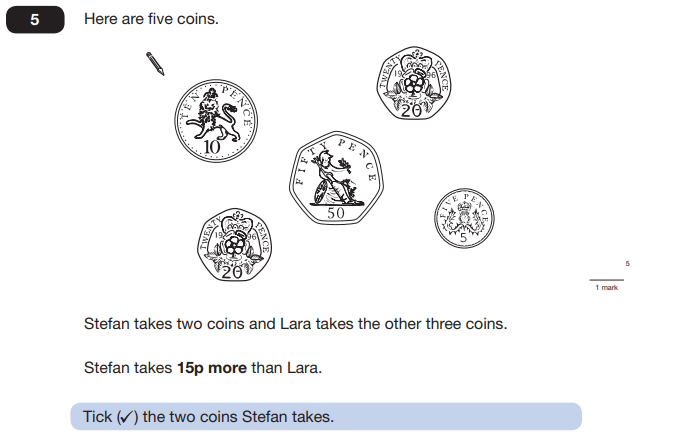 5
Here are five coins.
TEN PENCE
10
TWENTY PENCE
1996
20
FIFTY PENCE
50
TWENTY PENCE
1996
20
FIVE PENCE
5
5
1 mark
Stefan takes two coins and Lara takes the other three coins.
Stefan takes 15p more than Lara.
Tick (✓) the two coins Stefan takes.